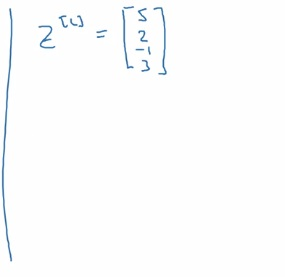 z^[L] = [5
2
-1
3]